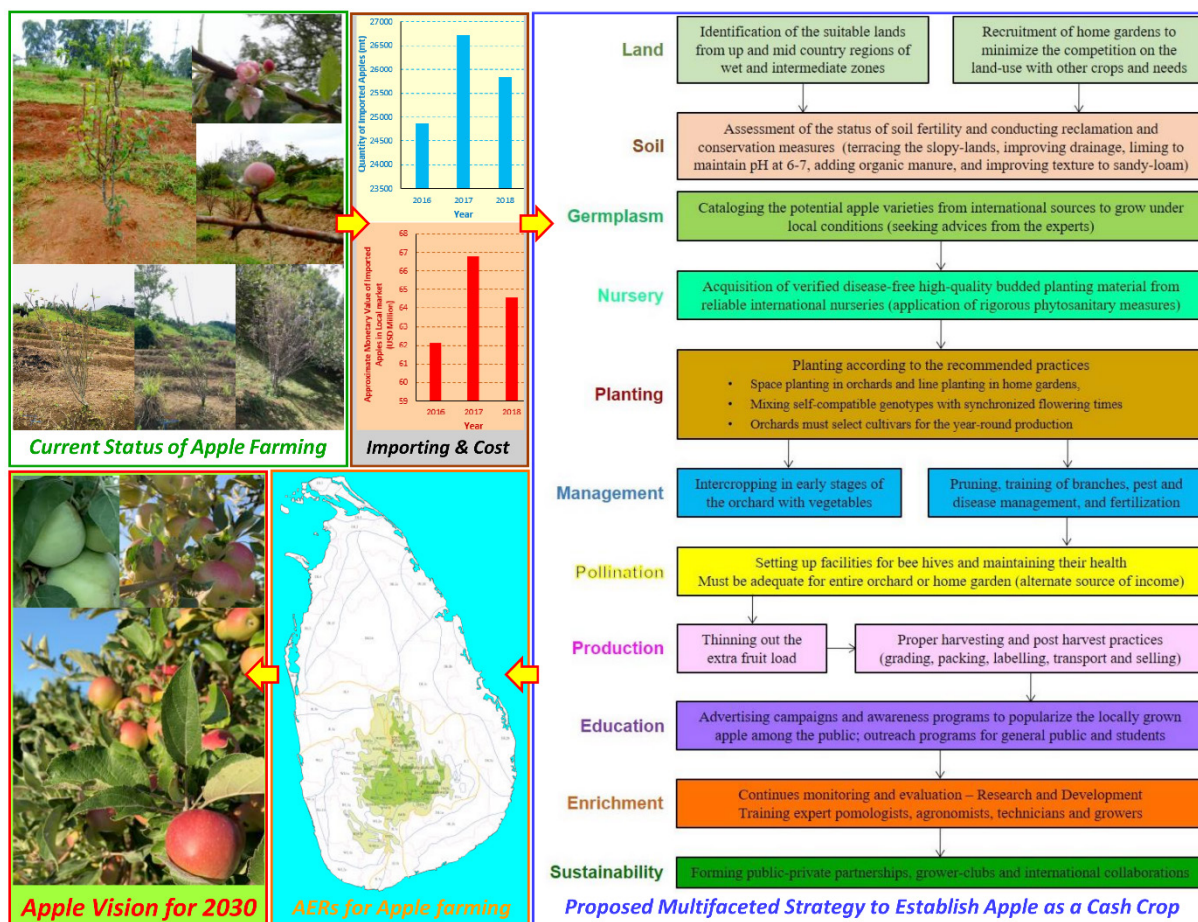 Current Status of Apple Farming
Quantity of Imported Apples (mt)
27000
26500
26000
25500
25000
24500
24000
23500
2016
2017
2018
Year
Approximate Monetary Value of Imported
Apples in Local market
(USD Million)
68
67
66
65
64
63
62
61
60
59
2016
2017
2018
Year
Importing & Cost
Land
Identification of the suitable lands
from up and mid country regions of
wet and intermediate zones
Recruitment of home gardens to
minimize the competition on the
land-use with other crops and needs
Soil
Assessment of the status of soil fertility and conducting reclamation and
conservation measures (terracing the slopy-lands, improving drainage, liming to
maintain pH at 6-7, adding organic manure, and improving texture to sandy-loam)
Germplasm
Cataloging the potential apple varieties from international sources to grow under
local conditions (seeking advices from the experts)
Nursery
Acquisition of verified disease-free high-quality budded planting material from
reliable international nurseries (application of rigorous phytosanitary measures)
Planting
Planting according to the recommended practices
• Space planting in orchards and line planting in home gardens,
• Mixing self-compatible genotypes with synchronized flowering times
• Orchards must select cultivars for the year-round production
Management
Intercropping in early stages of
the orchard with vegetables
Pruning, training of branches, pest and
disease management, and fertilization
Pollination
Setting up facilities for bee hives and maintaining their health
Must be adequate for entire orchard or home garden (alternate source of income)
Production
Thinning out the
extra fruit load
Proper harvesting and post harvest practices
(grading, packing, labelling, transport and selling)
Education
Advertising campaigns and awareness programs to popularize the locally grown
apple among the public; outreach programs for general public and students
Enrichment
Continues monitoring and evaluation – Research and Development
Training expert pomologists, agronomists, technicians and growers
Sustainability
Forming public-private partnerships, grower-clubs and international collaborations
Proposed Multifaceted Strategy to Establish Apple as a Cash Crop
AERs for Apple farming
Apple Vision for 2030